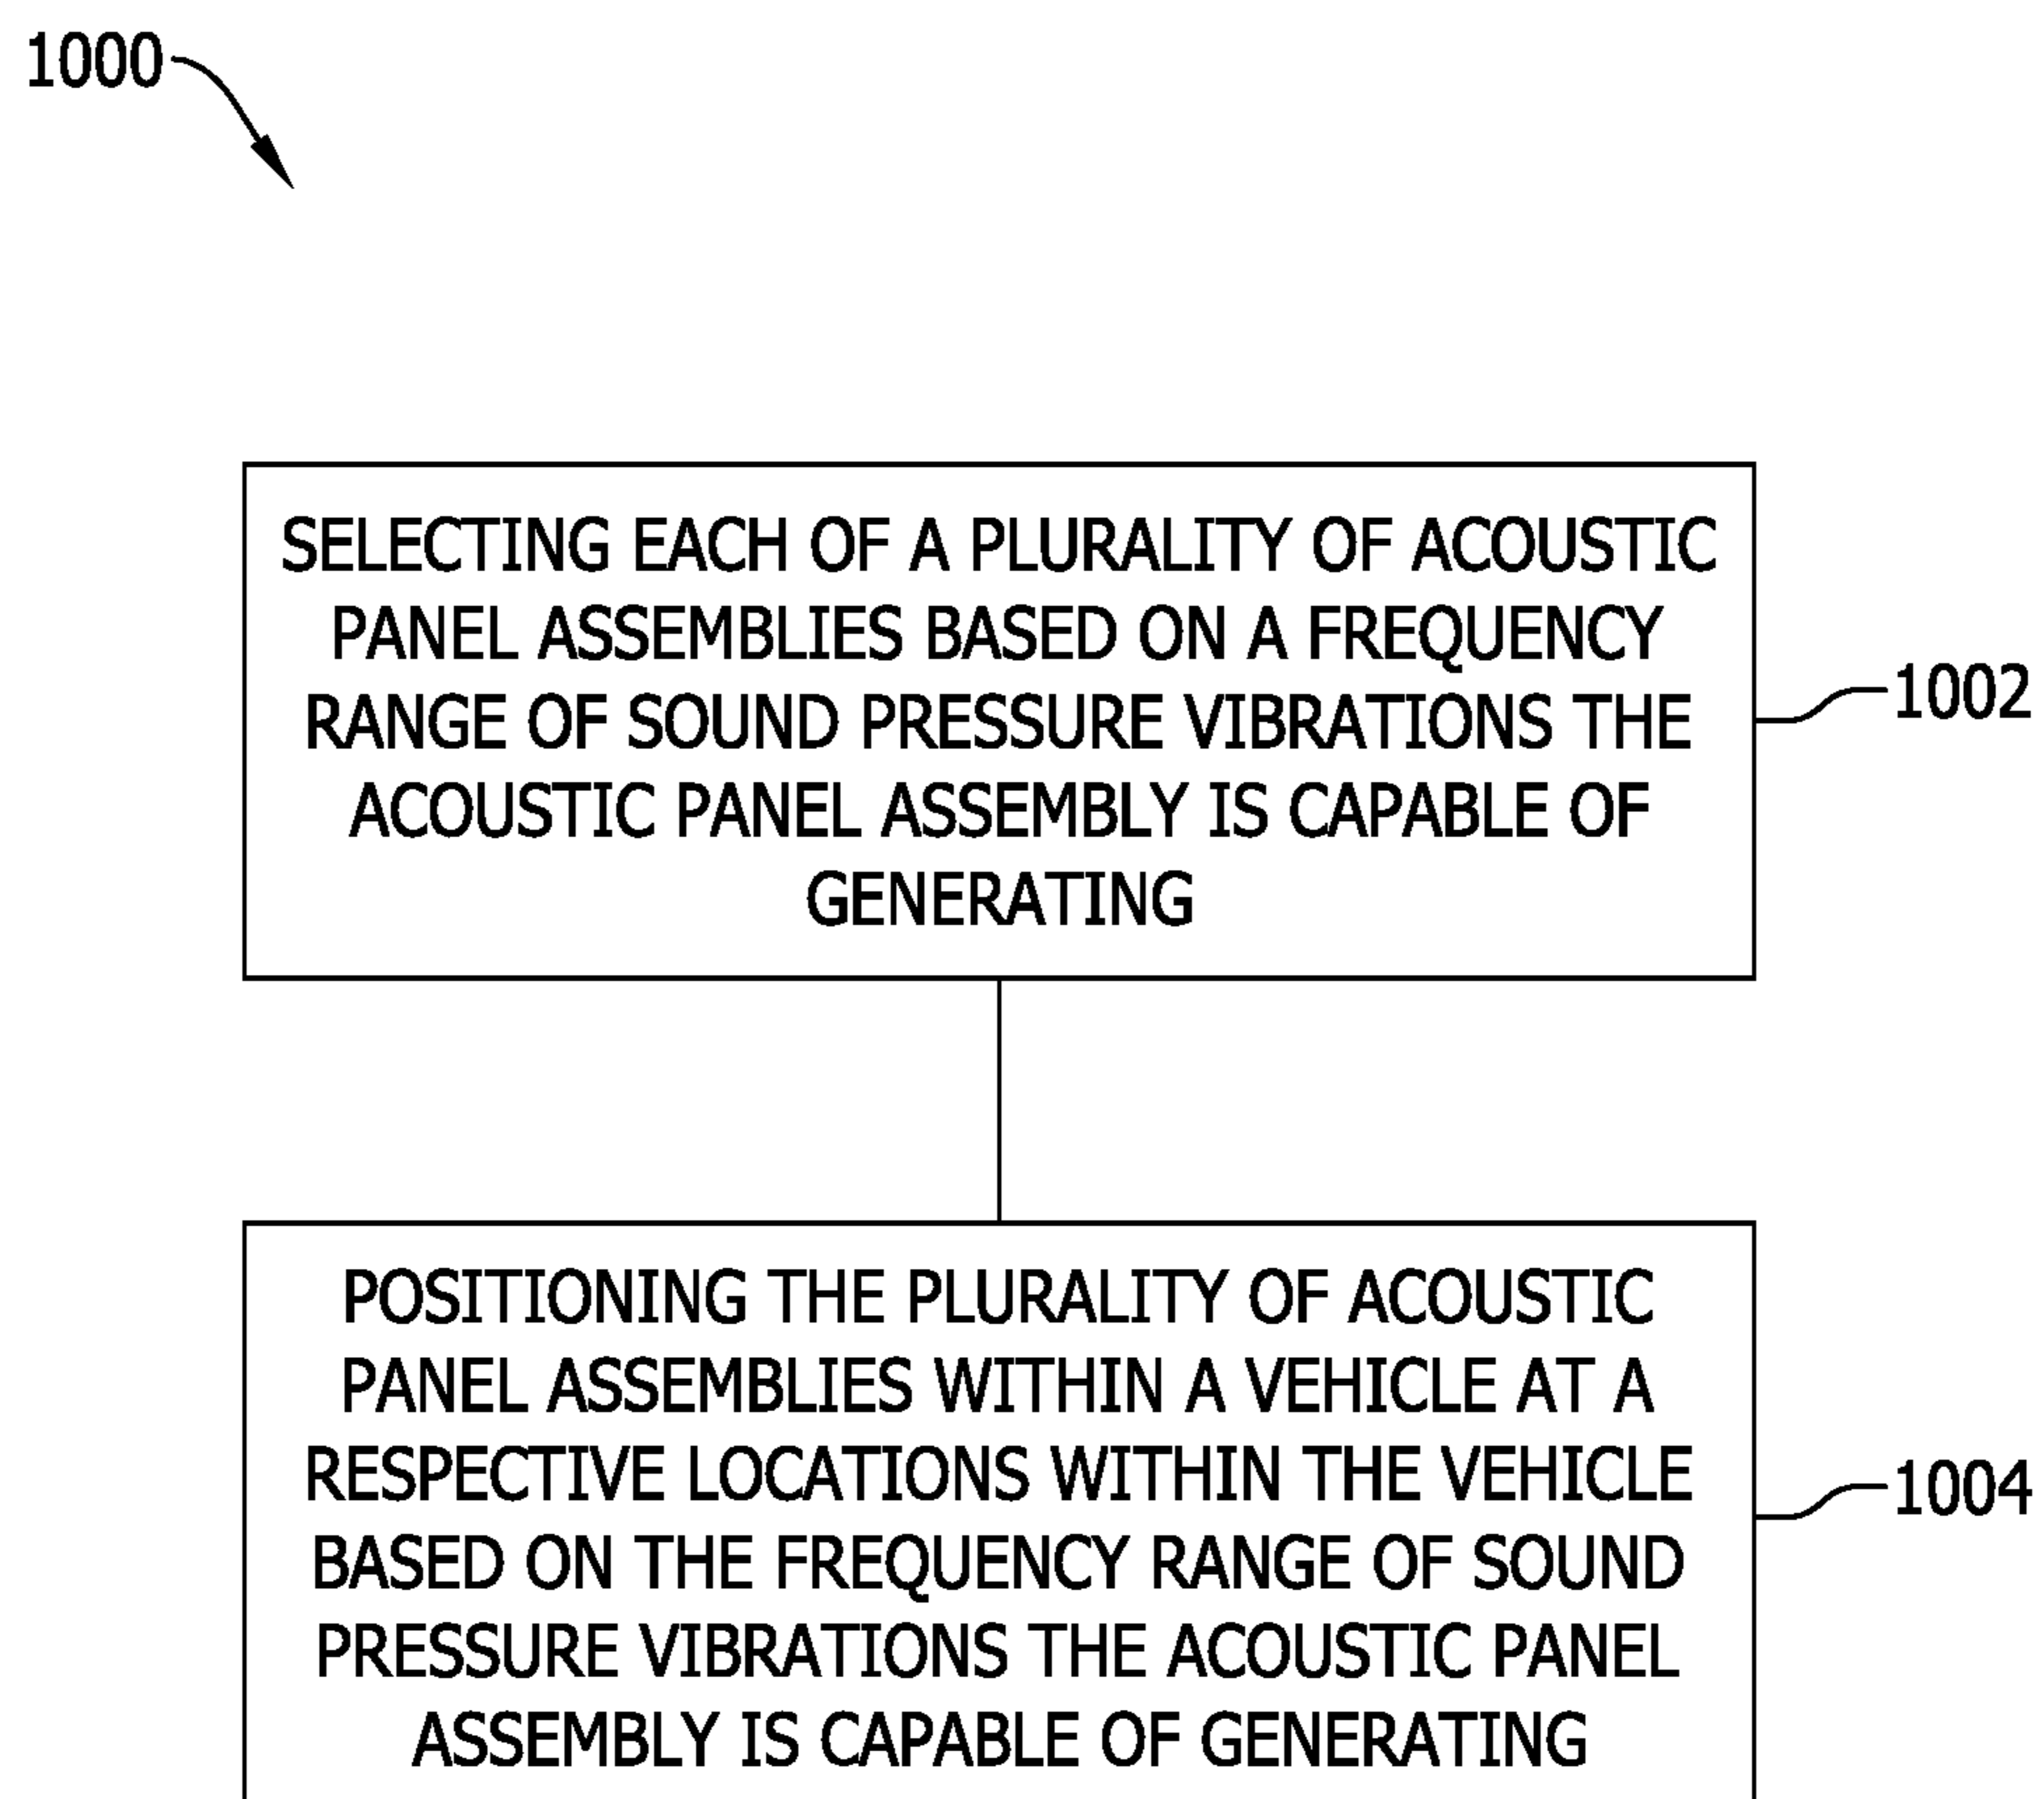 1000
SELECTING EACH OF A PLURALITY OF ACOUSTIC
PANEL ASSEMBLIES BASED ON A FREQUENCY
RANGE OF SOUND PRESSURE VIBRATIONS THE
ACOUSTIC PANEL ASSEMBLY IS CAPABLE OF
GENERATING
1002
POSITIONING THE PLURALITY OF ACOUSTIC
PANEL ASSEMBLIES WITHIN A VEHICLE AT A
RESPECTIVE LOCATIONS WITHIN THE VEHICLE
BASED ON THE FREQUENCY RANGE OF SOUND
PRESSURE VIBRATIONS THE ACOUSTIC PANEL
ASSEMBLY IS CAPABLE OF GENERATING
1004